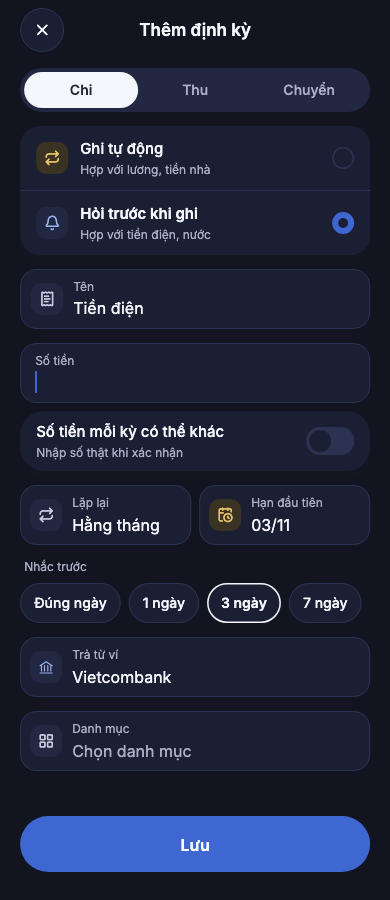 Thêm định kỳ
Chi
Thu
Chuyển
Ghi tự động
Hợp với lương, tiền nhà
Hỏi trước khi ghi
Hợp với tiền điện, nước
Tên
Tiền điện
Số tiền
Số tiền mỗi kỳ có thể khác
Nhập số thật khi xác nhận
Lặp lại
Hằng tháng
Hạn đầu tiên
03/11
Nhắc trước
Đúng ngày
1 ngày
3 ngày
7 ngày
Trả từ ví
Vietcombank
Danh mục
Chọn danh mục
Lưu